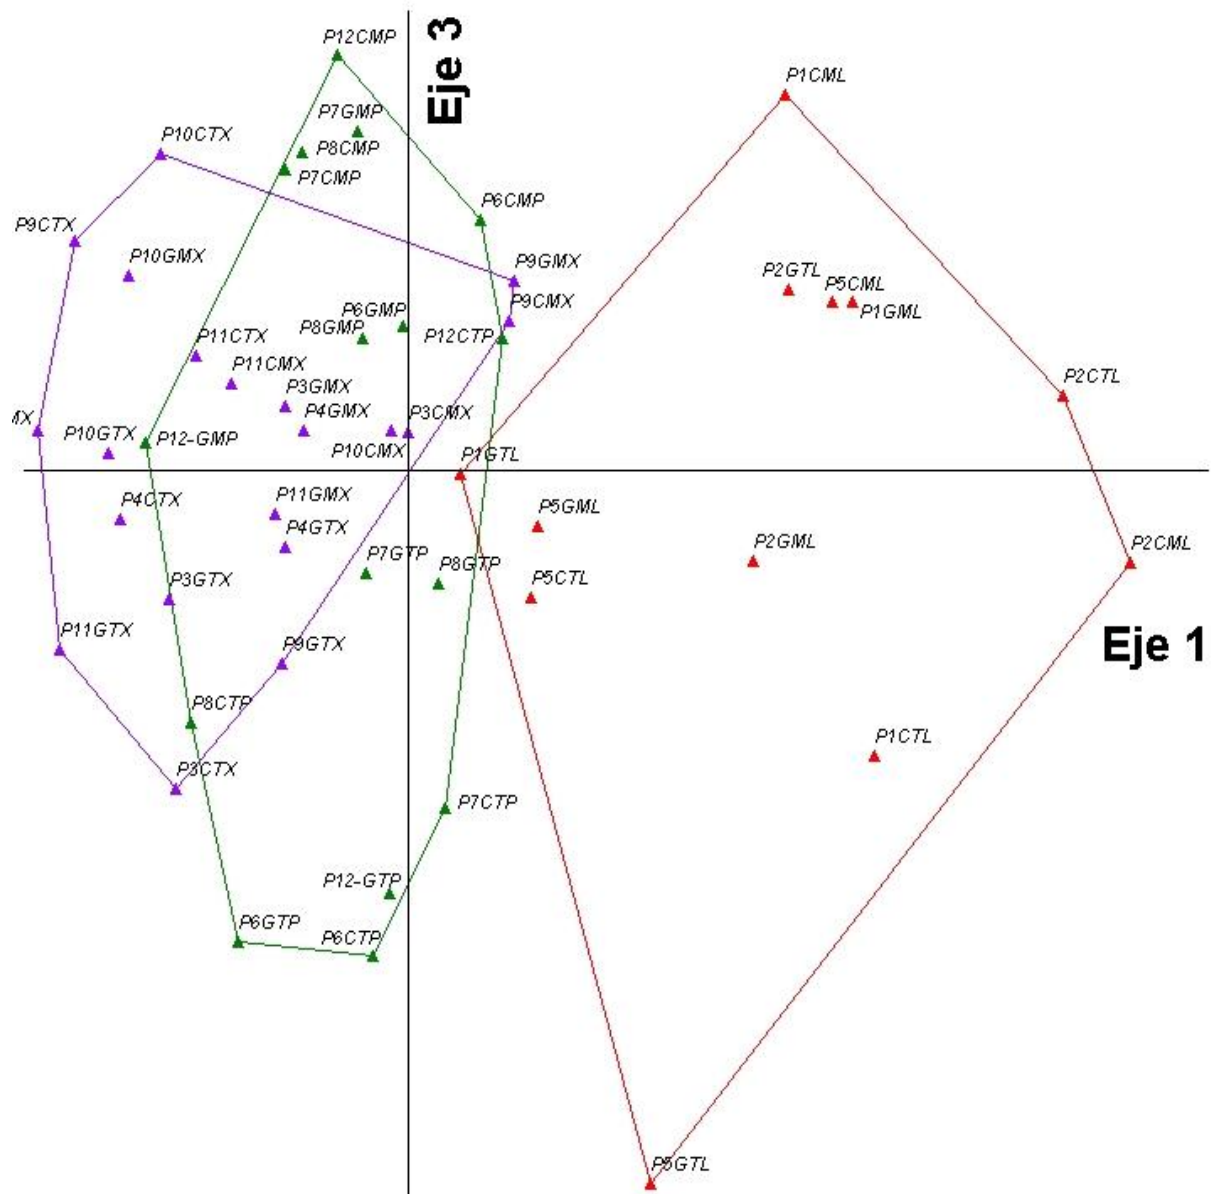 P12CMP
Eje 3
P1CML
P7GMP
P10CTX
P8CMP
P7CMP
P6CMP
P9CTX
P10GMX
P9GMX
P2GTL
P5CML
P1GML
P6GMP
P9CMX
P8GMP
P12CTP
P11CTX
P11CMX
P2CTL
P3GMX
P4GMX
P3CMX
MX
P10GTX
P12-GMP
P10CMX
P1GTL
P4CTX
P11GMX
P5GML
P4GTX
P2GML
P2CML
P7GTP
P8GTP
P5CTL
P3GTX
P11GTX
P9GTX
Eje 1
P8CTP
P1CTL
P3CTX
P7CTP
P12-GTP
P6GTP
P6CTP
P5GTL